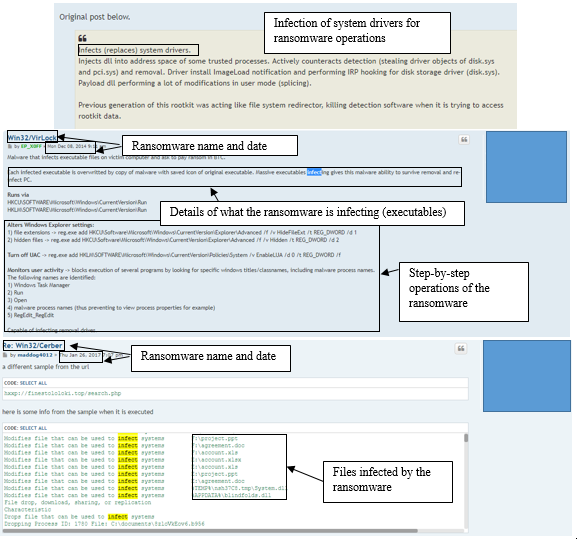 Original post below.
Infection of system drivers for
ransomware operations
Infects (replaces) system drivers.
Injects dll into address space of some trusted processes. Actively counteracts detection (stealing driver objects of disk.sys
and pci.sys) and removal. Driver install ImageLoad notification and performing IRP hooking for disk storage driver (disk.sys).
Payload dll performing a lot of modifications in user mode (splicing).
Previous generation of this rootkit was acting like file system redirector, killing detection software when it is trying to access
rootkit data.
Win32/VirLock
by EP_X0FF » Mon Dec 08, 2014
Ransomware name and date
Malware that infects executable files on victim computer and ask to pay ransom in BTC.
Each infected executable is overwritted by copy of malware with saved icon of original executable. Massive executables infecting gives this malware ability to survive removal and re-
infect PC.
Runs via
HKCU\SOFTWARE\Microsoft\Windows\CurrentVersion\Run
HKLM\SOFTWARE\Microsoft\Windows\CurrentVersion\Run
Details of what the ransomware is infecting (executables)
Alters Windows Explorer settings:
1) file extensions -> reg.exe add HKCU\Software\Microsoft\Windows\CurrentVersion\Explorer\Advanced /f /v HideFileExt /t REG_DWORD /d 1
2) hidden files -> reg.exe add HKCU\Software\Microsoft\Windows\CurrentVersion\Explorer\Advanced /f /v Hidden /t REG_DWORD /d 2
Turn off UAC -> reg.exe add HKLM\SOFTWARE\Microsoft\Windows\CurrentVersion\Policies\System /v EnableLUA /d 0 /t REG_DWORD /f
Monitors user activity -> blocks execution of several programs by looking for specific windows titles/classnames, including malware process names.
The following names are identified:
1) Windows Task Manager
2) Run
3) Open
4) malware process names (thus preventing to view process properties for example)
5) RegEdit_RegEdit
Step-by-step
operations of the
ransomware
Capable of infecting removal drives
Re: Win32/Cerber
by maddog4012 » Thu Jan 26, 2017
Ransomware name and date
a different sample from the url
CODE: SELECT ALL
hxxp://finestololoki.top/search.php
here is some info from the sample when it is executed
CODE: SELECT ALL
Modifies file that can be used to infect systems \project.ppt
Modifies file that can be used to infect systems \agreement.doc
Modifies file that can be used to infect systems \account.xls
Modifies file that can be used to infect systems \account.xlsx
Modifies file that can be used to infect systems \account.xls
Modifies file that can be used to infect systems \project.ppt
Modifies file that can be used to infect systems \agreement.doc
Modifies file that can be used to infect systems \System.dll
Modifies file that can be used to infect systems \blindfolds.dll
Files infected by the
ransomware
File drop, download, sharing, or replication
Characteristic
Drops file that can be used to infect systems
Dropping Process ID: 1780 File: C:\documents\